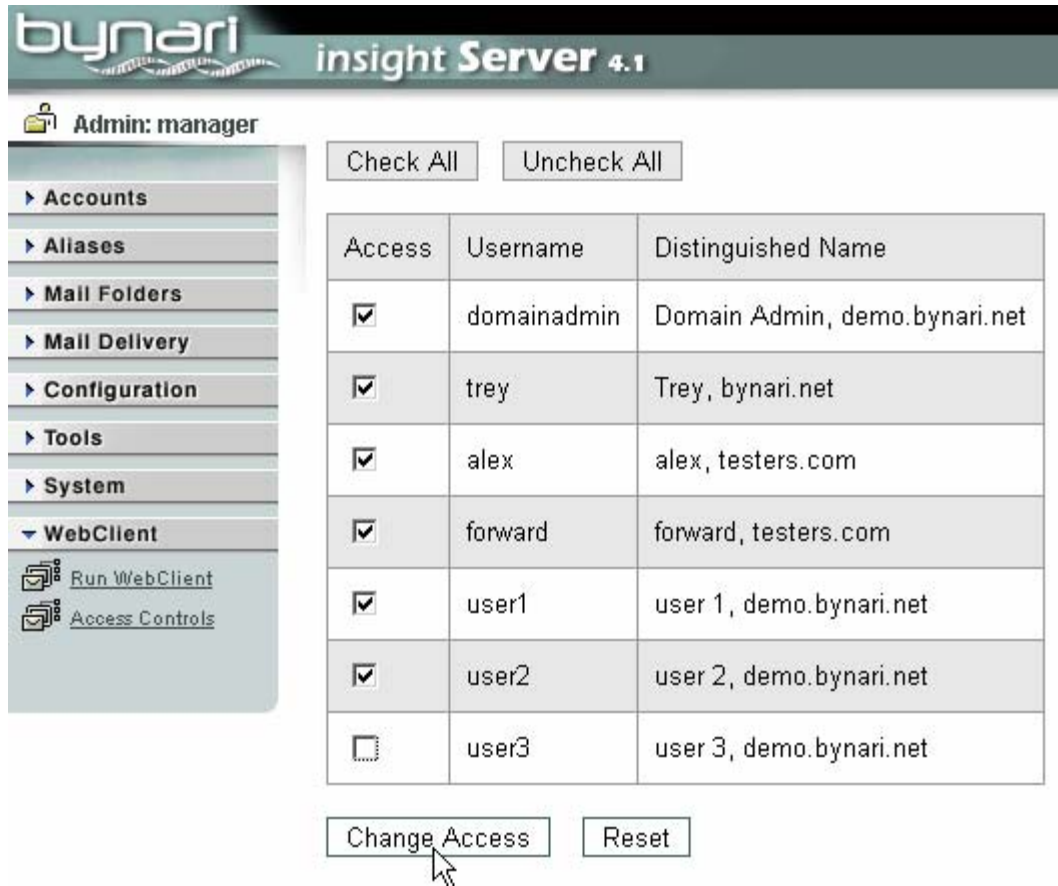 bynari
insight Server 4.1
Admin: manager
Accounts
Aliases
Mail Folders
Mail Delivery
Configuration
Tools
System
WebClient
Run WebClient
Access Controls
Check All Uncheck All
Access Username Distinguished Name
domainadmin Domain Admin, demo.bynari.net
trey Trey, bynari.net
alex alex, testers.com
forward forward, testers.com
user1 user 1, demo.bynari.net
user2 user 2, demo.bynari.net
user3 user 3, demo.bynari.net
Change Access Reset